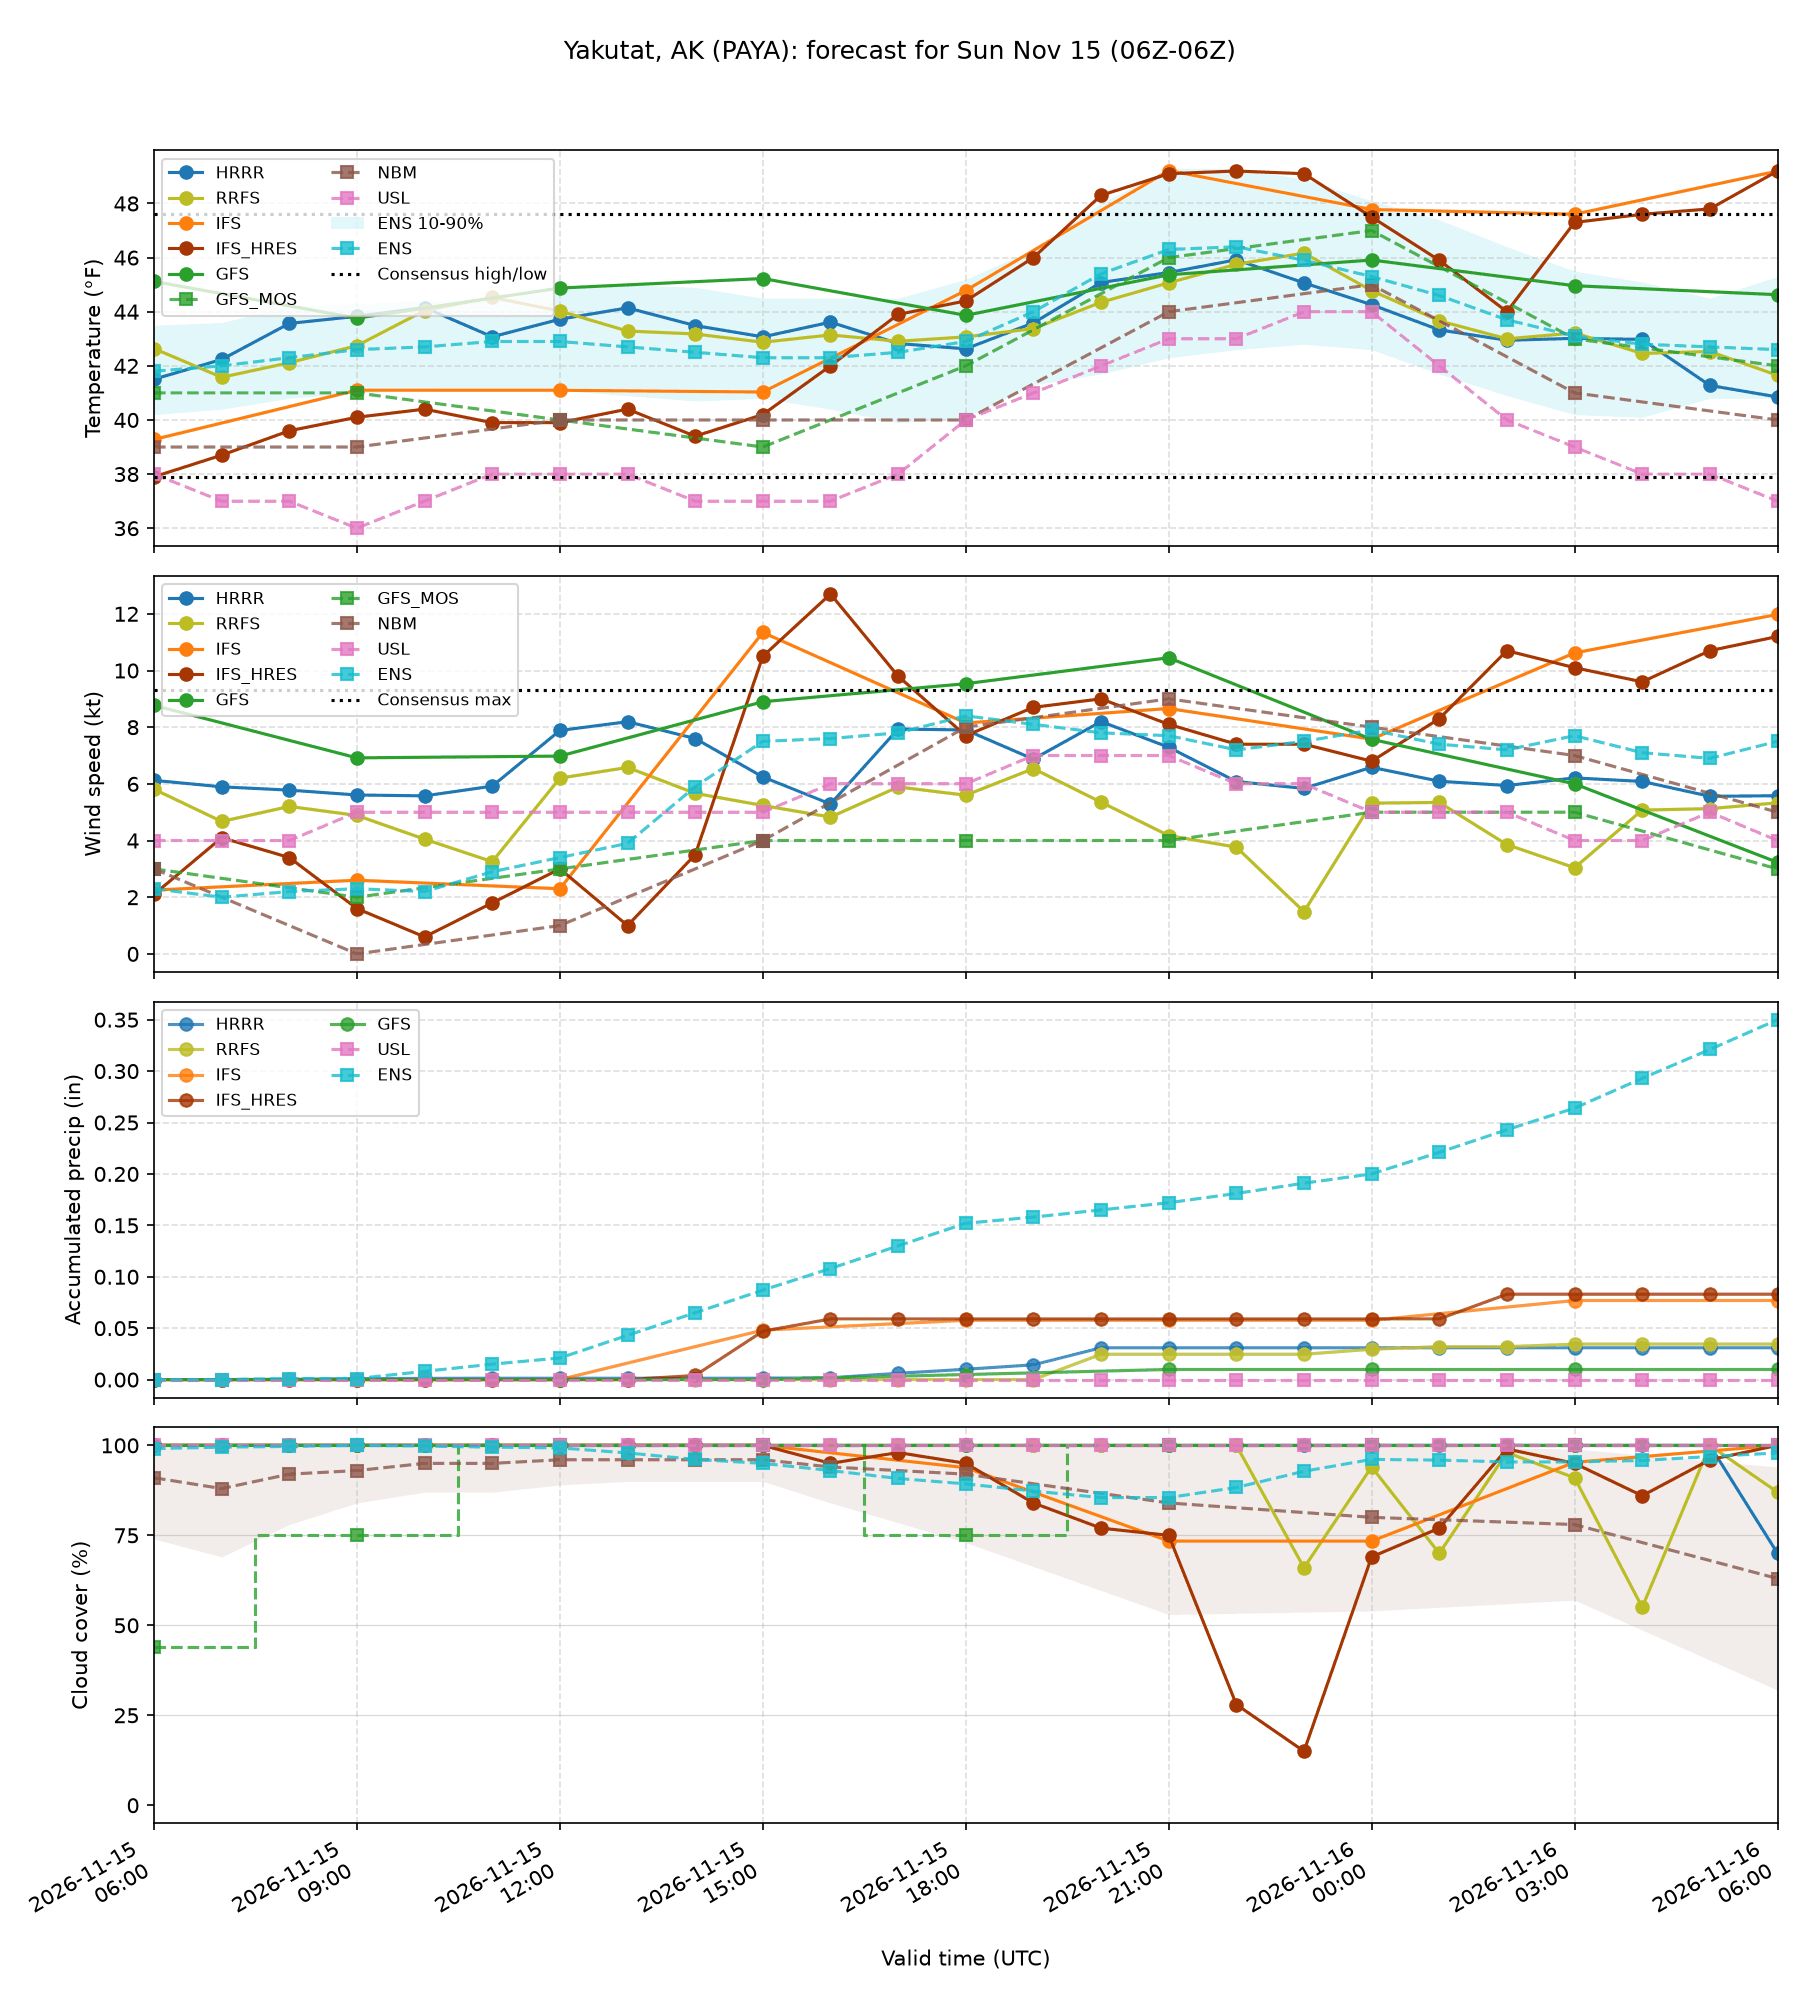 Yakutat, AK (PAYA): forecast for Sun Nov 15 (06Z-06Z)
Temperature (°F)
48
46
44
42
40
38
36
HRRR
RRFS
IFS
IFS_HRES
GFS
GFS_MOS
NBM
USL
ENS 10-90%
ENS
Consensus high/low
Wind speed (kt)
12
10
8
6
4
2
0
HRRR
RRFS
IFS
IFS_HRES
GFS
GFS_MOS
NBM
USL
ENS
Consensus max
Accumulated precip (in)
0.35
0.30
0.25
0.20
0.15
0.10
0.05
0.00
HRRR
RRFS
IFS
IFS_HRES
GFS
USL
ENS
Cloud cover (%)
100
75
50
25
0
2026-11-15
06:00
2026-11-15
09:00
2026-11-15
12:00
2026-11-15
15:00
2026-11-15
18:00
2026-11-15
21:00
2026-11-16
00:00
2026-11-16
03:00
2026-11-16
06:00
Valid time (UTC)